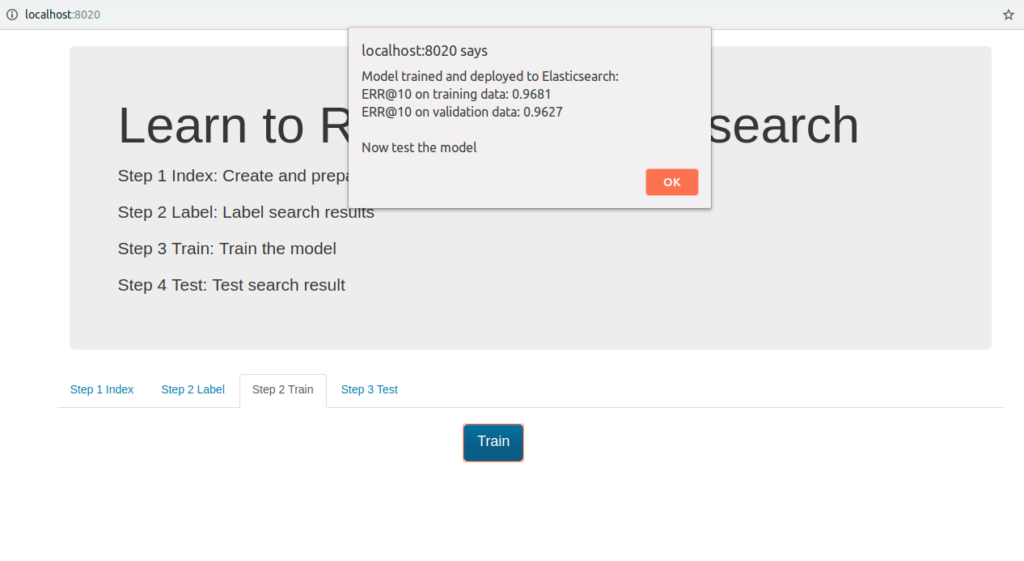 localhost:8020
localhost:8020 says
Model trained and deployed to Elasticsearch:
ERR@10 on training data: 0.9681
ERR@10 on validation data: 0.9627
Now test the model
OK
Learn to R search
Step 1 Index: Create and prepa
Step 2 Label: Label search results
Step 3 Train: Train the model
Step 4 Test: Test search result
Step 1 Index Step 2 Label Step 2 Train Step 3 Test
Train